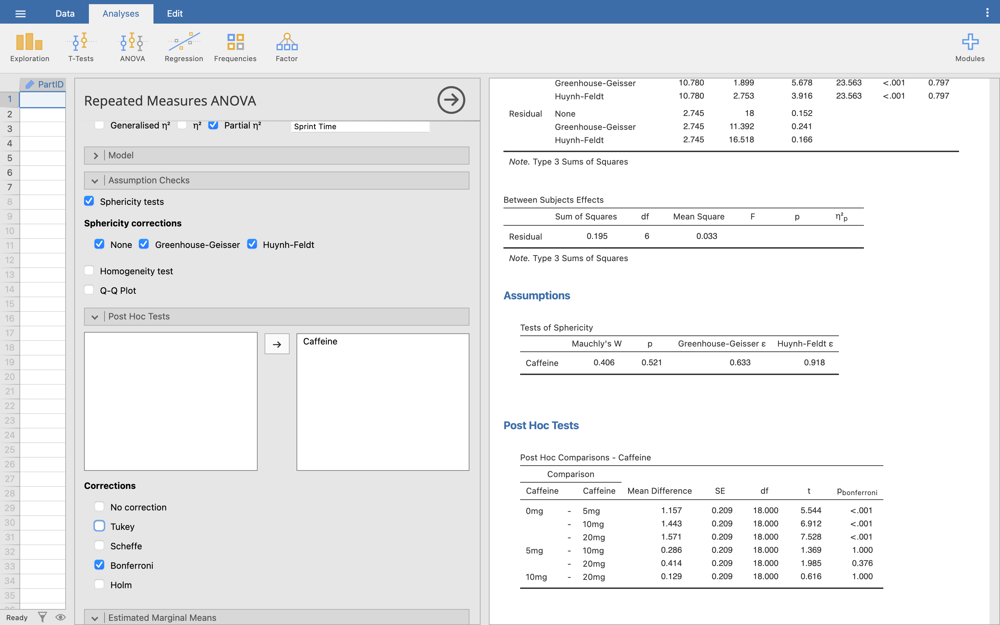 Data Analyses Edit
Exploration T-Tests ANOVA Regression Frequencies Factor Modules
PartID
1
2
3
4
5
6
7
8
9
10
11
12
13
14
15
16
17
18
19
20
21
22
23
24
25
26
27
28
29
30
31
32
33
34
35
Ready
Repeated Measures ANOVA
Generalised η² η² Partial η² Sprint Time
Model
Assumption Checks
Sphericity tests
Sphericity corrections
None Greenhouse-Geisser Huynh-Feldt
Homogeneity test
Q-Q Plot
Post Hoc Tests
Caffeine
Corrections
No correction
Tukey
Scheffe
Bonferroni
Holm
Estimated Marginal Means
Greenhouse-Geisser 10.780 1.899 5.678 23.563 <.001 0.797
Huynh-Feldt 10.780 2.753 3.916 23.563 <.001 0.797
Residual None 2.745 18 0.152
Greenhouse-Geisser 2.745 11.392 0.241
Huynh-Feldt 2.745 16.518 0.166
Note. Type 3 Sums of Squares
Between Subjects Effects
Sum of Squares df Mean Square F p η²p
Residual 0.195 6 0.033
Note. Type 3 Sums of Squares
Assumptions
Tests of Sphericity
Mauchly's W p Greenhouse-Geisser ε Huynh-Feldt ε
Caffeine 0.406 0.521 0.633 0.918
Post Hoc Tests
Post Hoc Comparisons - Caffeine
Comparison
Caffeine Caffeine Mean Difference SE df t pbonferroni
0mg - 5mg 1.157 0.209 18.000 5.544 <.001
- 10mg 1.443 0.209 18.000 6.912 <.001
- 20mg 1.571 0.209 18.000 7.528 <.001
5mg - 10mg 0.286 0.209 18.000 1.369 1.000
- 20mg 0.414 0.209 18.000 1.985 0.376
10mg - 20mg 0.129 0.209 18.000 0.616 1.000